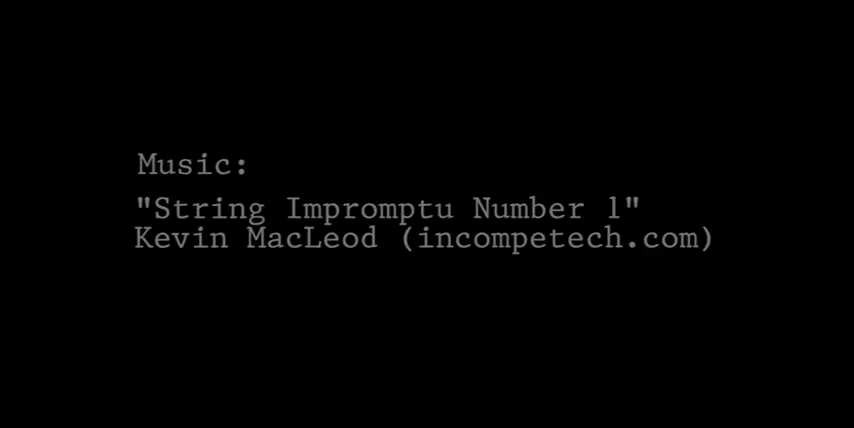 Music:
"String Impromptu Number 1"
Kevin MacLeod (incompetech.com)